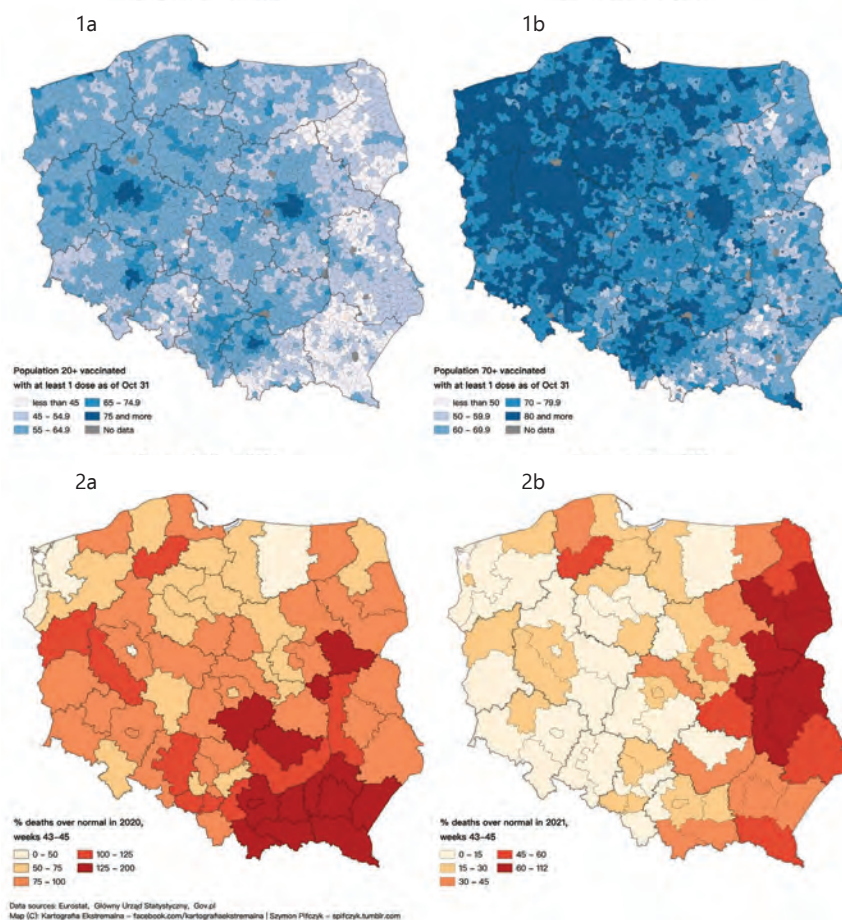 1a
1b
Population 20+ vaccinated
with at least 1 dose as of Oct 31
less than 45 65 – 74.9
45 – 54.9 75 and more
55 – 64.9 No data
Population 70+ vaccinated
with at least 1 dose as of Oct 31
less than 50 70 – 79.9
50 – 59.9 80 and more
60 – 69.9 No data
2a
2b
% deaths over normal in 2020,
weeks 43–45
0 – 50 100 – 125
50 – 75 125 – 200
75 – 100
% deaths over normal in 2021,
weeks 43–45
0 – 15 45 – 60
15 – 30 60 – 112
30 – 45
Data sources: Eurostat, Główny Urząd Statystyczny, Gov.pl
Map (C): Kartografia Ekstremalna – facebook.com/kartografiaekstremalna | Szymon Pifczyk – spifczyk.tumblr.com